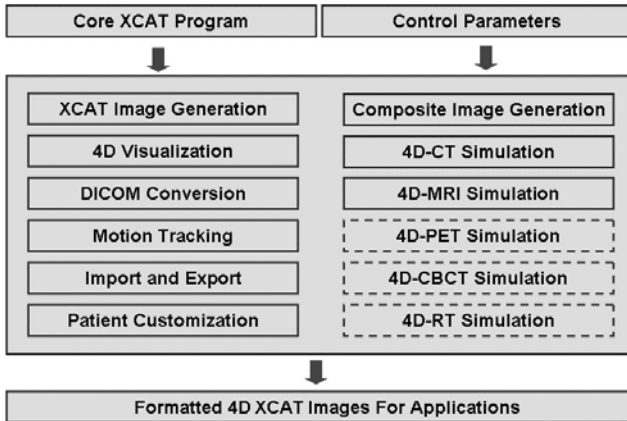 Core XCAT Program
Control Parameters
XCAT Image Generation
Composite Image Generation
4D Visualization
4D-CT Simulation
DICOM Conversion
4D-MRI Simulation
Motion Tracking
4D-PET Simulation
Import and Export
4D-CBCT Simulation
Patient Customization
4D-RT Simulation
Formatted 4D XCAT Images For Applications